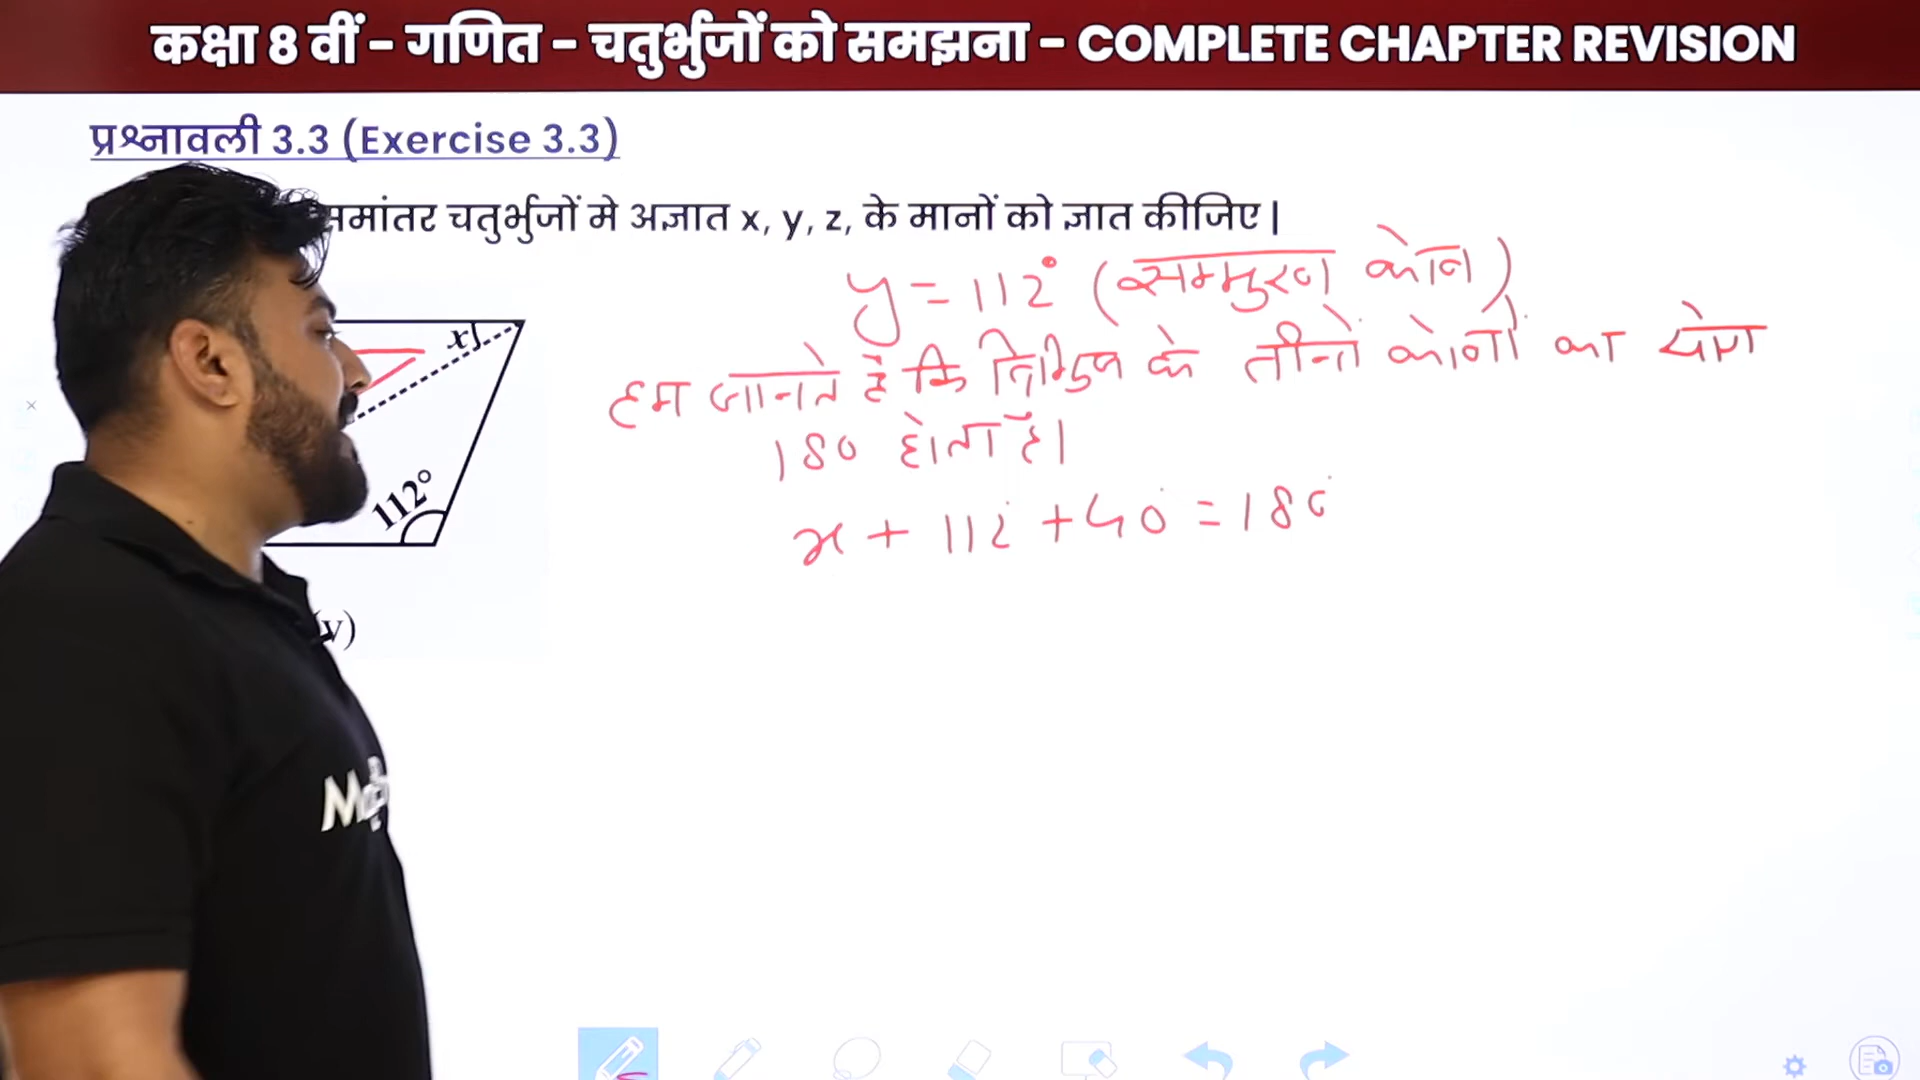 कक्षा 8 वीं - गणित - चतुर्भुजों को समझना - COMPLETE CHAPTER REVISION
प्रश्नावली 3.3 (Exercise 3.3)
समांतर चतुर्भुजों मे अज्ञात x, y, z, के मानों को ज्ञात कीजिए |
y = 112° (सम्मुख कोन)
x
हम जानते है कि त्रिभुज के तीनो कोनों का योग
180 होता है।
112°
x + 112 + 40 = 180
v)